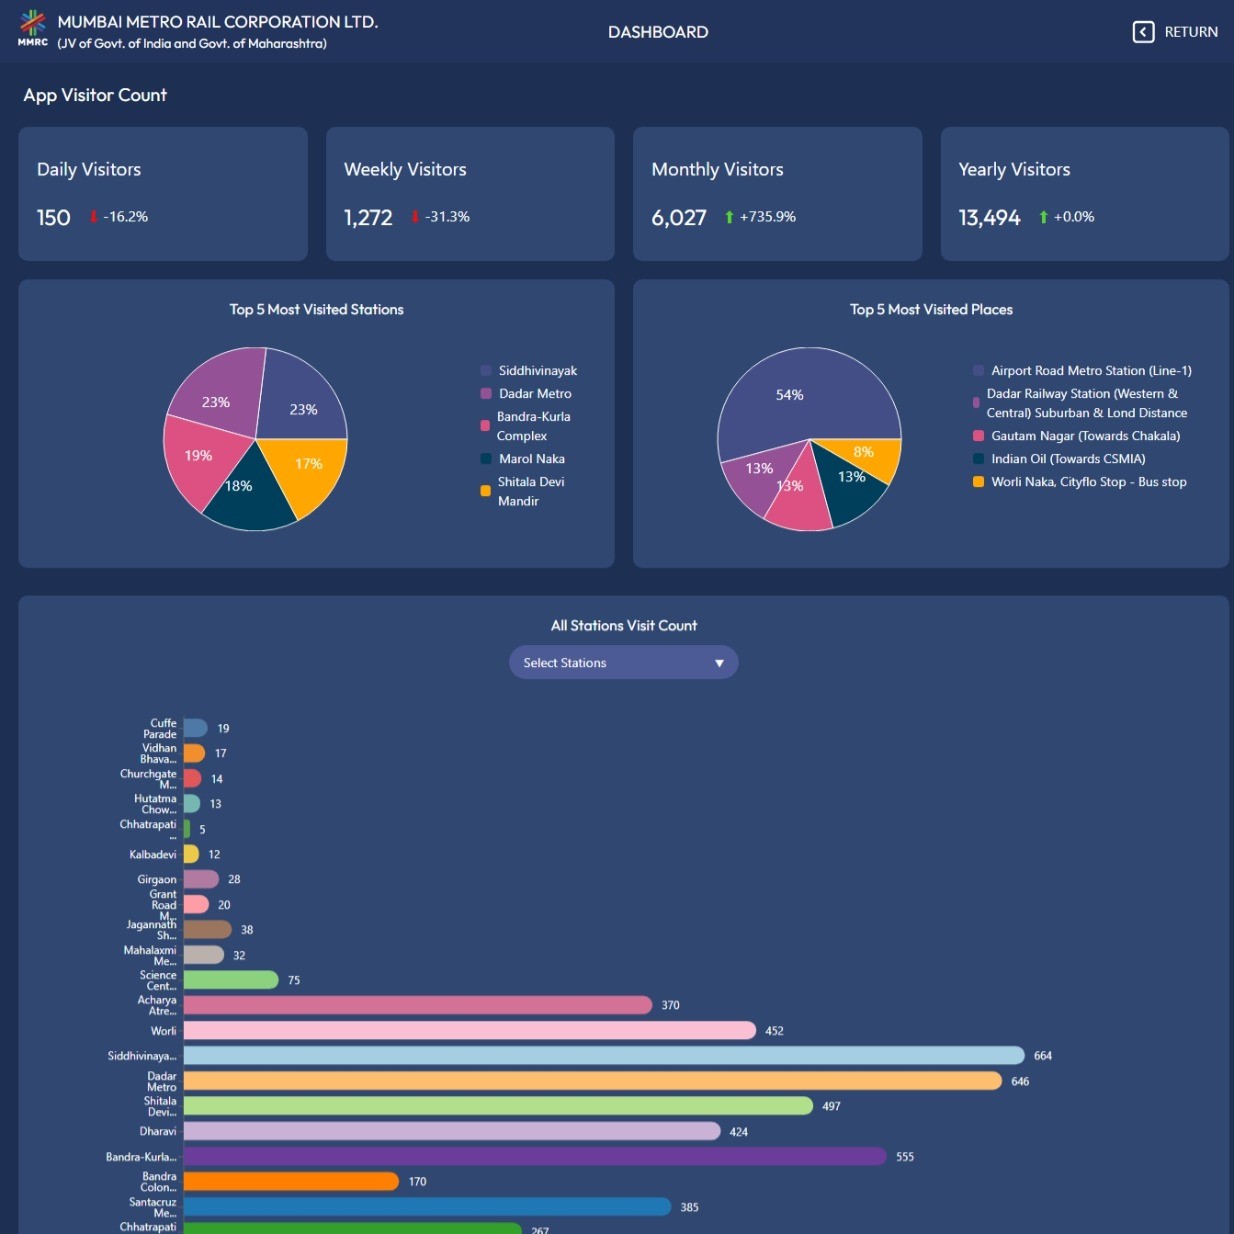 MUMBAI METRO RAIL CORPORATION LTD.
(JV of Govt. of India and Govt. of Maharashtra)
MMRC
DASHBOARD
RETURN
App Visitor Count
Daily Visitors
150 -16.2%
Weekly Visitors
1,272 -31.3%
Monthly Visitors
6,027 +735.9%
Yearly Visitors
13,494 +0.0%
Top 5 Most Visited Stations
23%
23%
19%
18%
17%
Siddhivinayak
Dadar Metro
Bandra-Kurla
Complex
Marol Naka
Shitala Devi
Mandir
Top 5 Most Visited Places
54%
13%
13%
13%
8%
Airport Road Metro Station (Line-1)
Dadar Railway Station (Western &
Central) Suburban & Lond Distance
Gautam Nagar (Towards Chakala)
Indian Oil (Towards CSMIA)
Worli Naka, Cityflo Stop - Bus stop
All Stations Visit Count
Select Stations
Cuffe
Parade 19
Vidhan
Bhava... 17
Churchgate
M... 14
Hutatma
Chow... 13
Chhatrapati
... 5
Kalbadevi 12
Girgaon 28
Grant
Road
M... 20
Jagannath
Sh... 38
Mahalaxmi
Me... 32
Science
Cent... 75
Acharya
Atre... 370
Worli 452
Siddhivinaya... 664
Dadar
Metro 646
Shitala
Devi... 497
Dharavi 424
Bandra-Kurla... 555
Bandra
Colon... 170
Santacruz
Me... 385
Chhatrapati
267